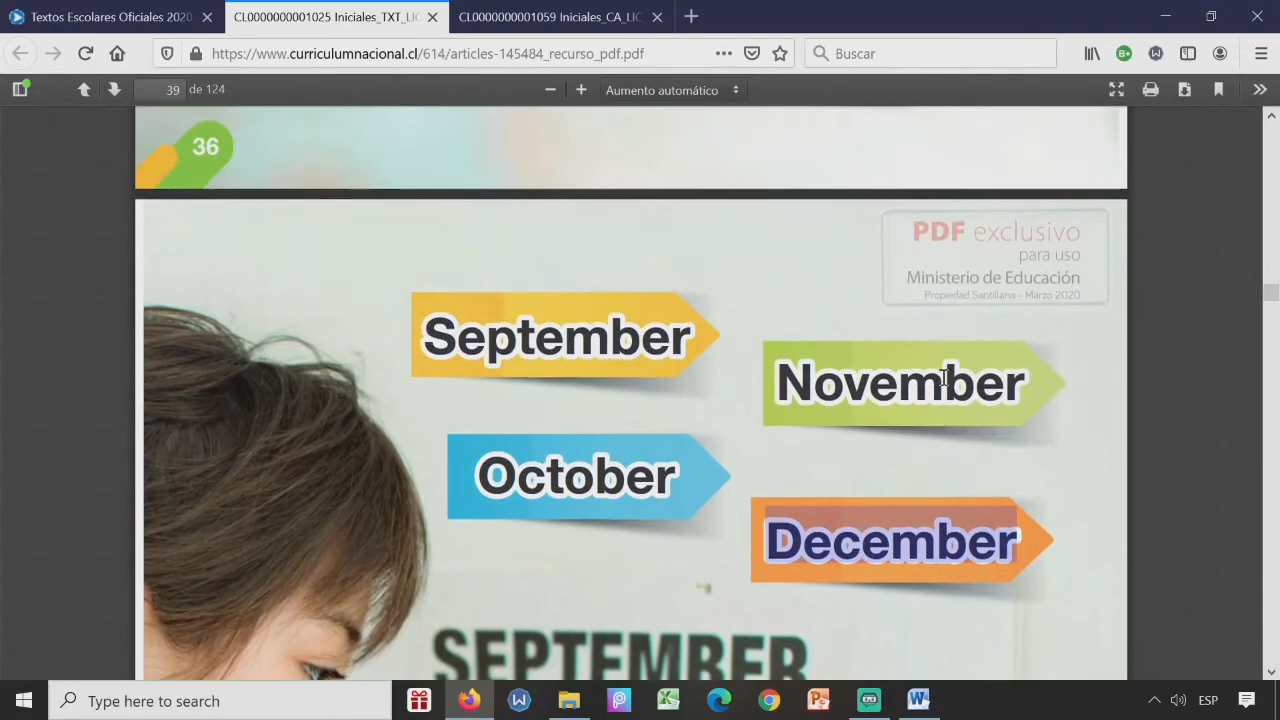 Textos Escolares Oficiales 2020
CL0000000001025 Iniciales_TXT_LI
CL0000000001059 Iniciales_CA_LIC
https://www.curriculumnacional.cl/614/articles-145484_recurso_pdf.pdf
Buscar
39 de 124
Aumento automático
36
PDF exclusivo
para uso
Ministerio de Educación
Propiedad Santillana - Marzo 2020
September
November
October
December
SEPTEMBER
Type here to search
ESP